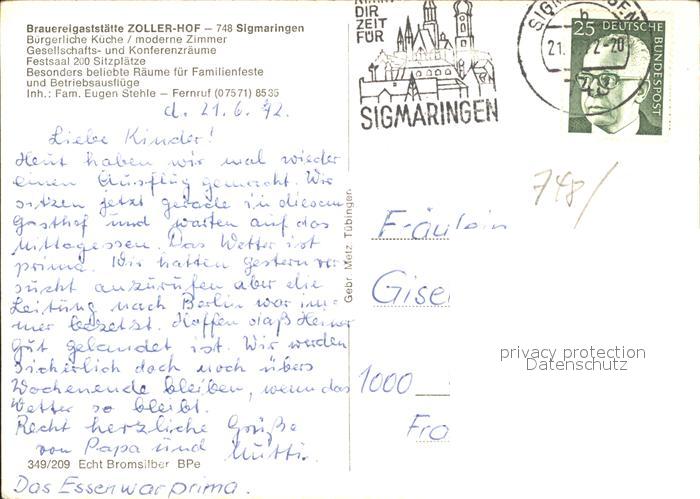 Brauereigaststätte ZOLLER-HOF – 748 Sigmaringen
Bürgerliche Küche / moderne Zimmer
Gesellschafts- und Konferenzräume
Festsaal 200 Sitzplätze
Besonders beliebte Räume für Familienfeste
und Betriebsausflüge
Inh.: Fam. Eugen Stehle – Fernruf (07571) 8535
d. 21.6.72.
Liebe Kinder!
Heut haben wir mal wieder
einen Ausflug gemacht. Wir
sitzen jetzt gerade in diesem
Gasthof und warten auf das
Mittagessen. Das Wetter ist
prima. Wir hatten gestern ver-
sucht anzurufen aber die
Leitung nach Berlin war im-
mer besetzt. Hoffen daß Heiner
gut gelandet ist. Wir werden
sicherlich doch noch übers
Wochenende bleiben, wenn das
Wetter so bleibt.
Recht herzliche Grüße
von Papa und Mutti.
349/209 Echt Bromsilber BPe
Das Essen war prima.
Gebr. Metz, Tübingen
DIR
ZEIT
FÜR
SIGMARINGEN
SIGMARINGEN
b
21.
2-20
25
DEUTSCHE
BUNDESPOST
748/
Fräulein
Gisel
1000
Fra
privacy protection
Datenschutz